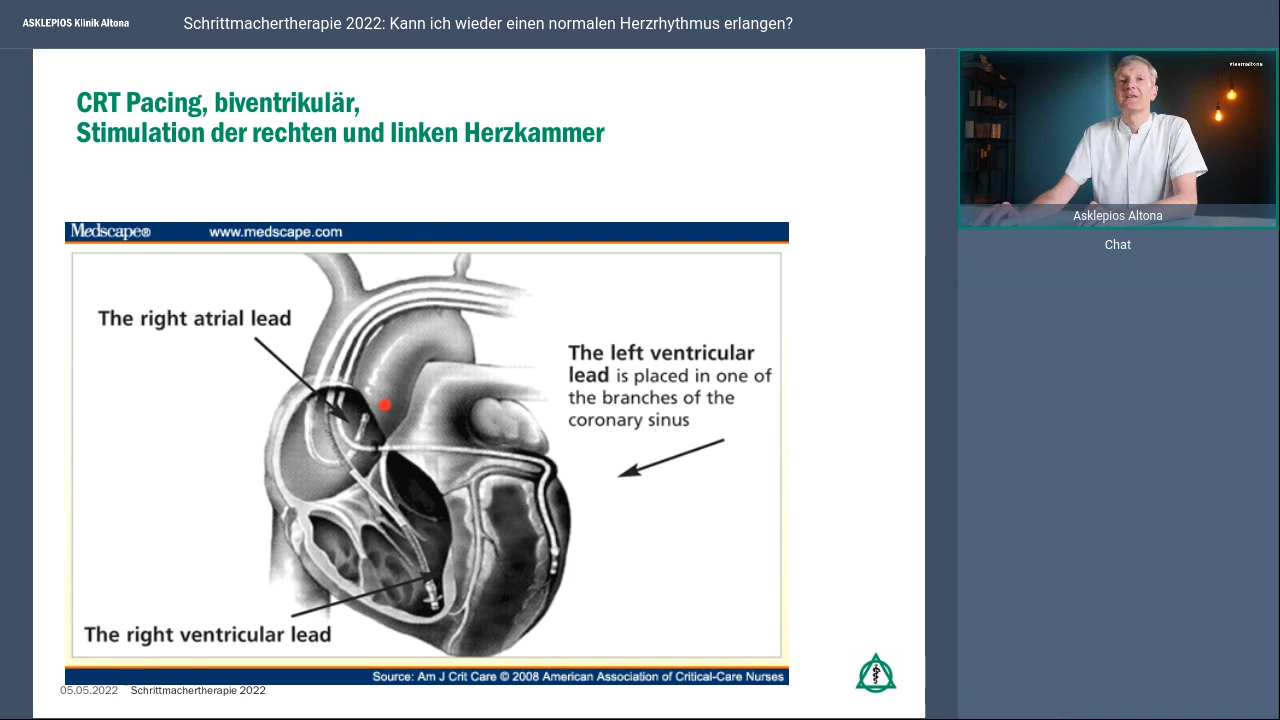 ASKLEPIOS Klinik Altona
Schrittmachertherapie 2022: Kann ich wieder einen normalen Herzrhythmus erlangen?
CRT Pacing, biventrikulär,
Stimulation der rechten und linken Herzkammer
Medscape® www.medscape.com
The right atrial lead
The left ventricular
lead is placed in one of
the branches of the
coronary sinus
The right ventricular lead
Source: Am J Crit Care © 2008 American Association of Critical-Care Nurses
05.05.2022 Schrittmachertherapie 2022
#teamaltona
Asklepios Altona
Chat